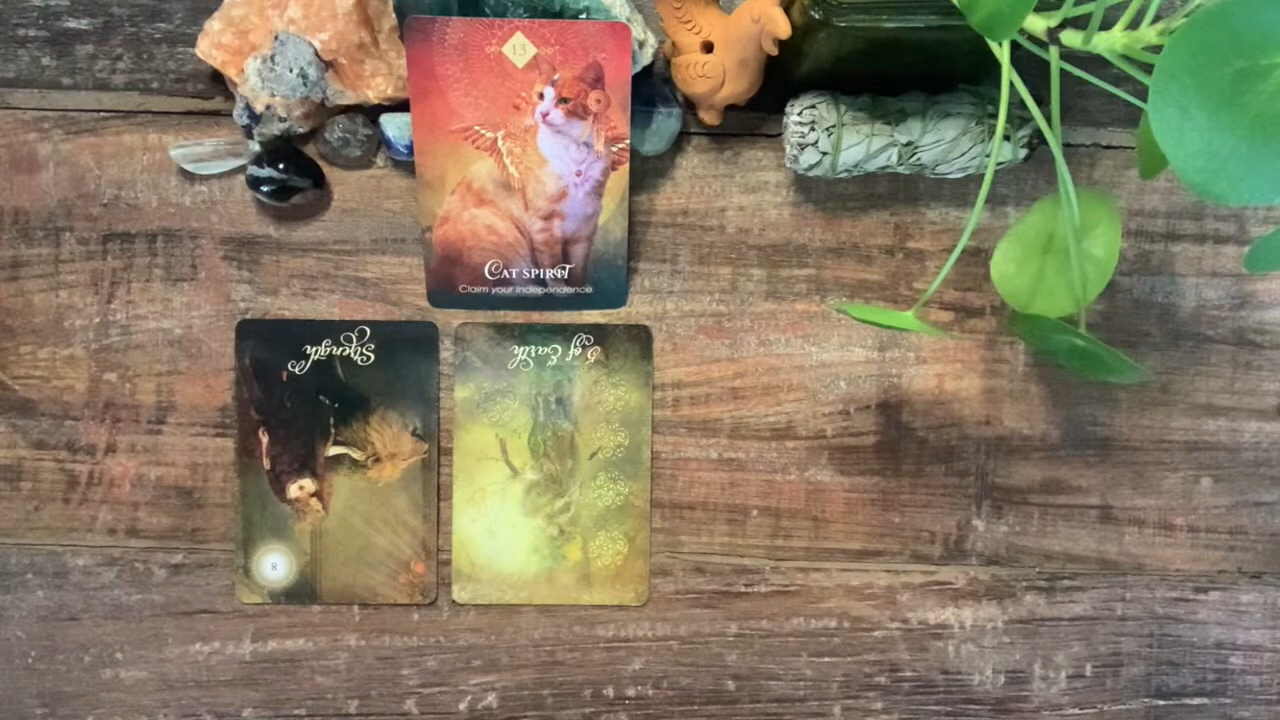 13
Cat spirit
Claim your independence
Strength
5 of Earth
8